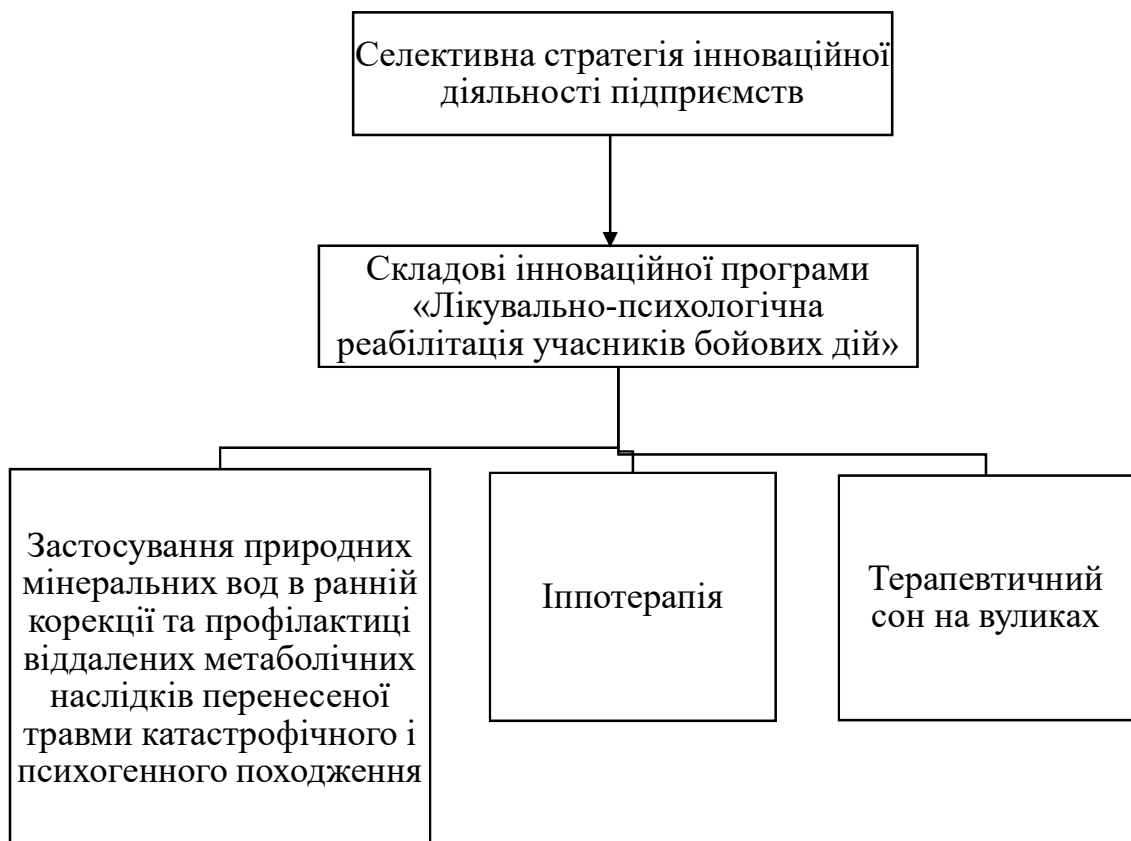 Селективна стратегія інноваційної
діяльності підприємств
Складові інноваційної програми
«Лікувально-психологічна
реабілітація учасників бойових дій»
Застосування природних
мінеральних вод в ранній
корекції та профілактиці
віддалених метаболічних
наслідків перенесеної
травми катастрофічного і
психогенного походження
Іппотерапія
Терапевтичний
сон на вуликах